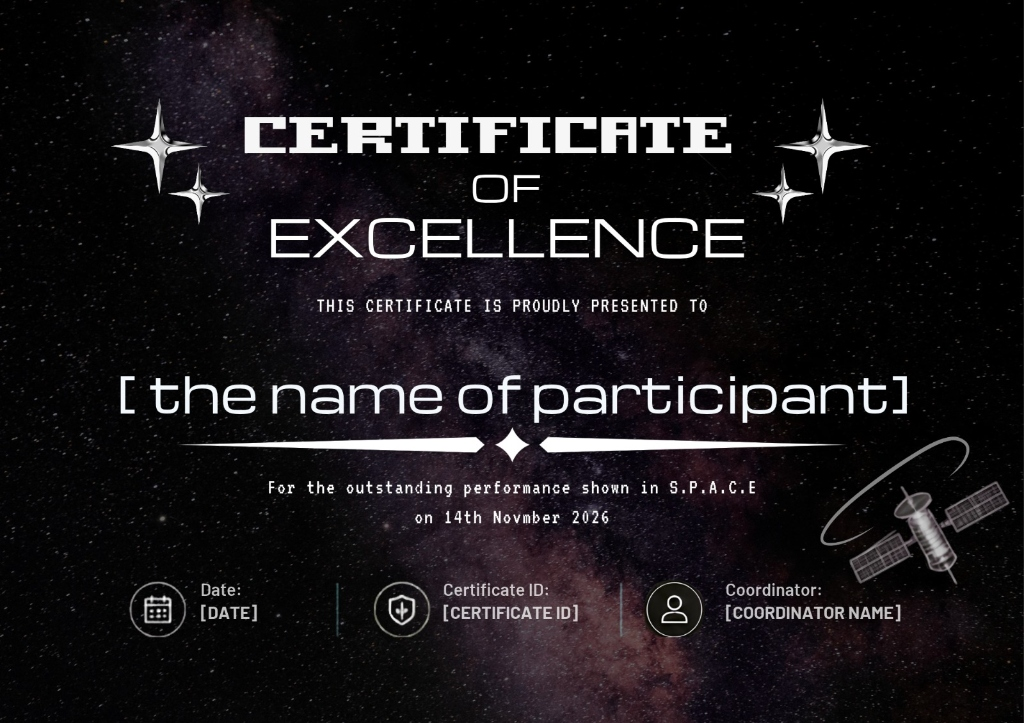 CERTIFICATE
OF
EXCELLENCE
THIS CERTIFICATE IS PROUDLY PRESENTED TO
[ the name of participant]
For the outstanding performance shown in S.P.A.C.E
on 14th Novmber 2026
Date:
[DATE]
Certificate ID:
[CERTIFICATE ID]
Coordinator:
[COORDINATOR NAME]